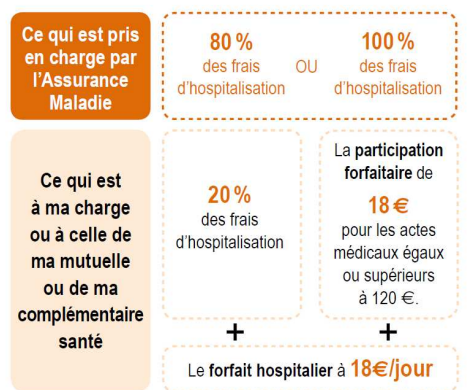 Ce qui est pris
en charge par
l'Assurance
Maladie
80 %
des frais
d'hospitalisation
OU
100 %
des frais
d'hospitalisation
Ce qui est
à ma charge
ou à celle de
ma mutuelle
ou de ma
complémentaire
santé
20 %
des frais
d'hospitalisation
La participation
forfaitaire de
18 €
pour les actes
médicaux égaux
ou supérieurs
à 120 €.
+
+
Le forfait hospitalier à 18€/jour